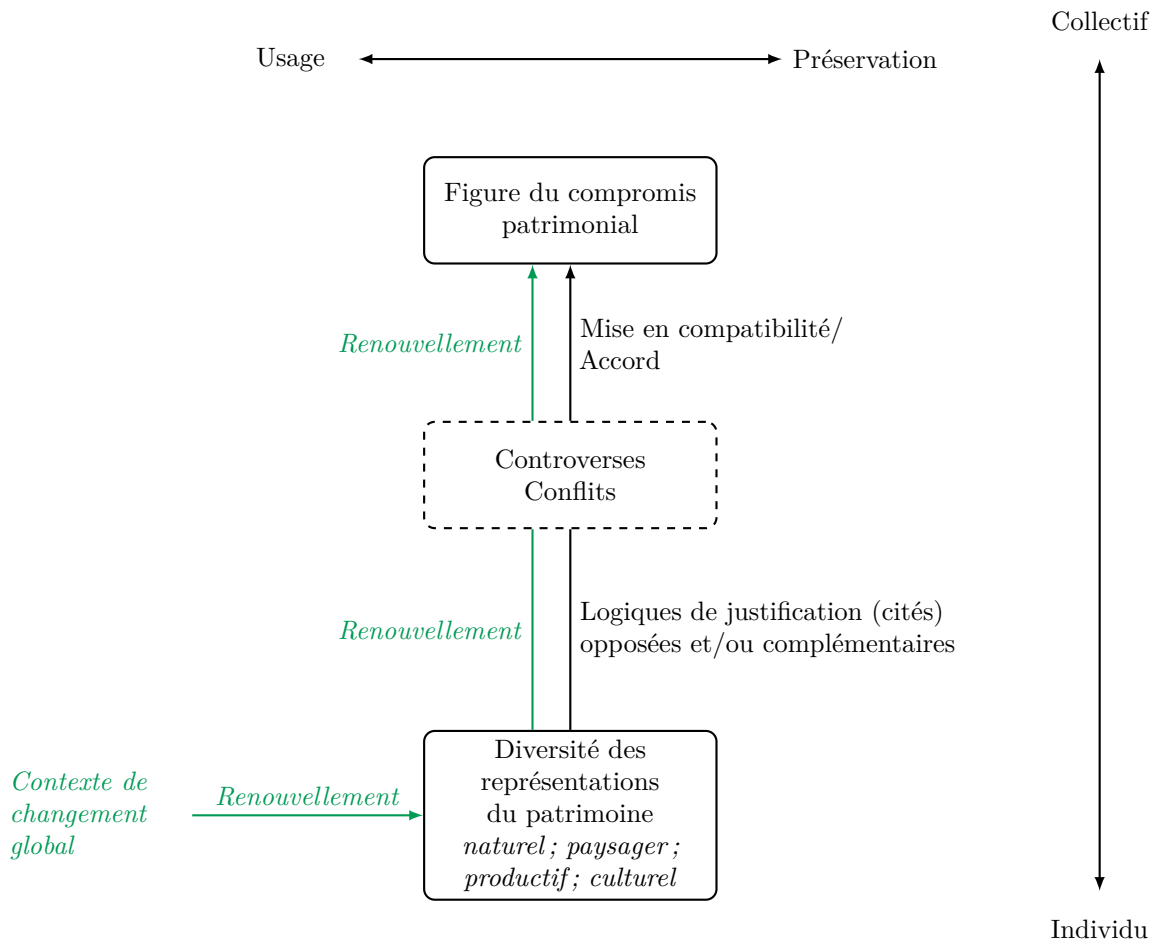 Collectif
Usage
Préservation
Figure du compromis
patrimonial
Renouvellement
Mise en compatibilité/
Accord
Controverses
Conflits
Renouvellement
Logiques de justification (cités)
opposées et/ou complémentaires
Contexte de
changement
global
Renouvellement
Diversité des
représentations
du patrimoine
naturel ; paysager ;
productif ; culturel
Individu